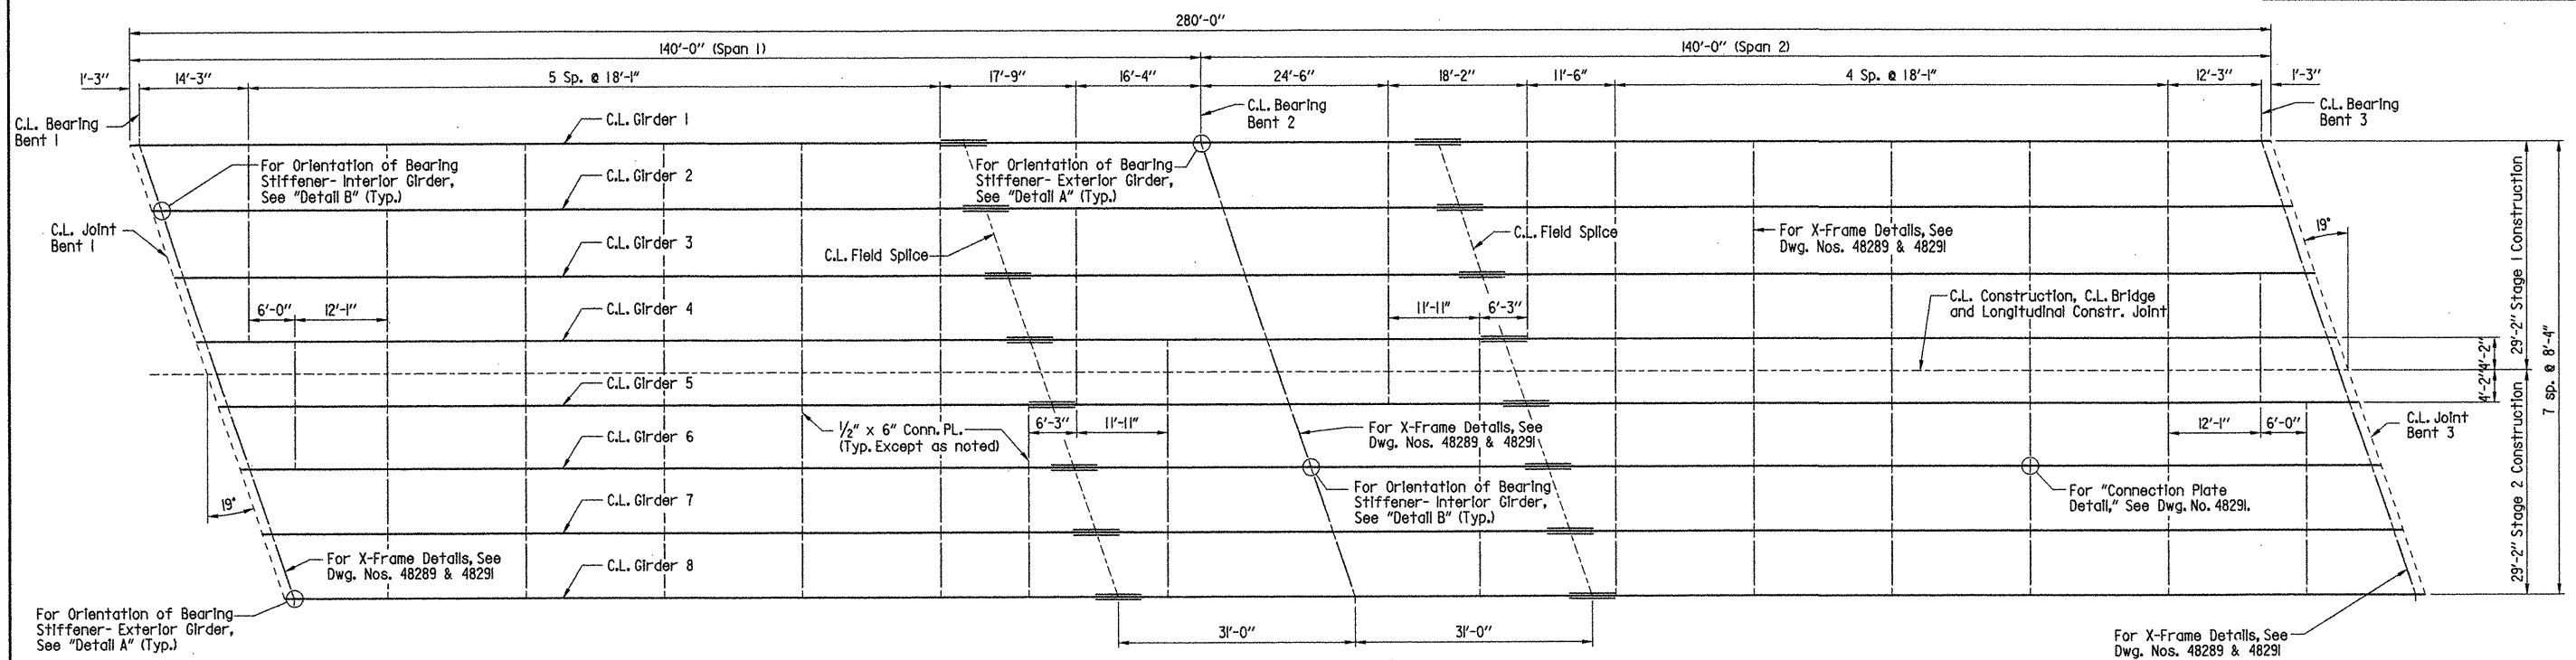 280'-0"
140'-0" (Span 1)
140'-0" (Span 2)
1'-3"
14'-3"
5 Sp. @ 18'-1"
17'-9"
16'-4"
24'-6"
18'-2"
11'-6"
4 Sp. @ 18'-1"
12'-3"
1'-3"
C.L. Bearing
Bent 1
C.L. Girder 1
C.L. Bearing
Bent 2
C.L. Bearing
Bent 3
For Orientation of Bearing
Stiffener- Interior Girder,
See "Detail B" (Typ.)
C.L. Girder 2
For Orientation of Bearing
Stiffener- Exterior Girder,
See "Detail A" (Typ.)
C.L. Joint
Bent 1
C.L. Girder 3
C.L. Field Splice
C.L. Field Splice
For X-Frame Details, See
Dwg. Nos. 48289 & 48291
19°
29'-2" Stage 1 Construction
6'-0"
12'-1"
C.L. Girder 4
11'-11"
6'-3"
C.L. Construction, C.L. Bridge
and Longitudinal Constr. Joint
4'-2"
4'-2"
7 sp. @ 8'-4"
C.L. Girder 5
1/2" x 6" Conn. PL.
(Typ. Except as noted)
6'-3"
11'-11"
For X-Frame Details, See
Dwg. Nos. 48289 & 48291
12'-1"
6'-0"
C.L. Joint
Bent 3
C.L. Girder 6
For Orientation of Bearing
Stiffener- Interior Girder,
See "Detail B" (Typ.)
For "Connection Plate
Detail," See Dwg. No. 48291.
29'-2" Stage 2 Construction
19°
C.L. Girder 7
For X-Frame Details, See
Dwg. Nos. 48289 & 48291
C.L. Girder 8
For Orientation of Bearing
Stiffener- Exterior Girder,
See "Detail A" (Typ.)
31'-0"
31'-0"
For X-Frame Details, See
Dwg. Nos. 48289 & 48291